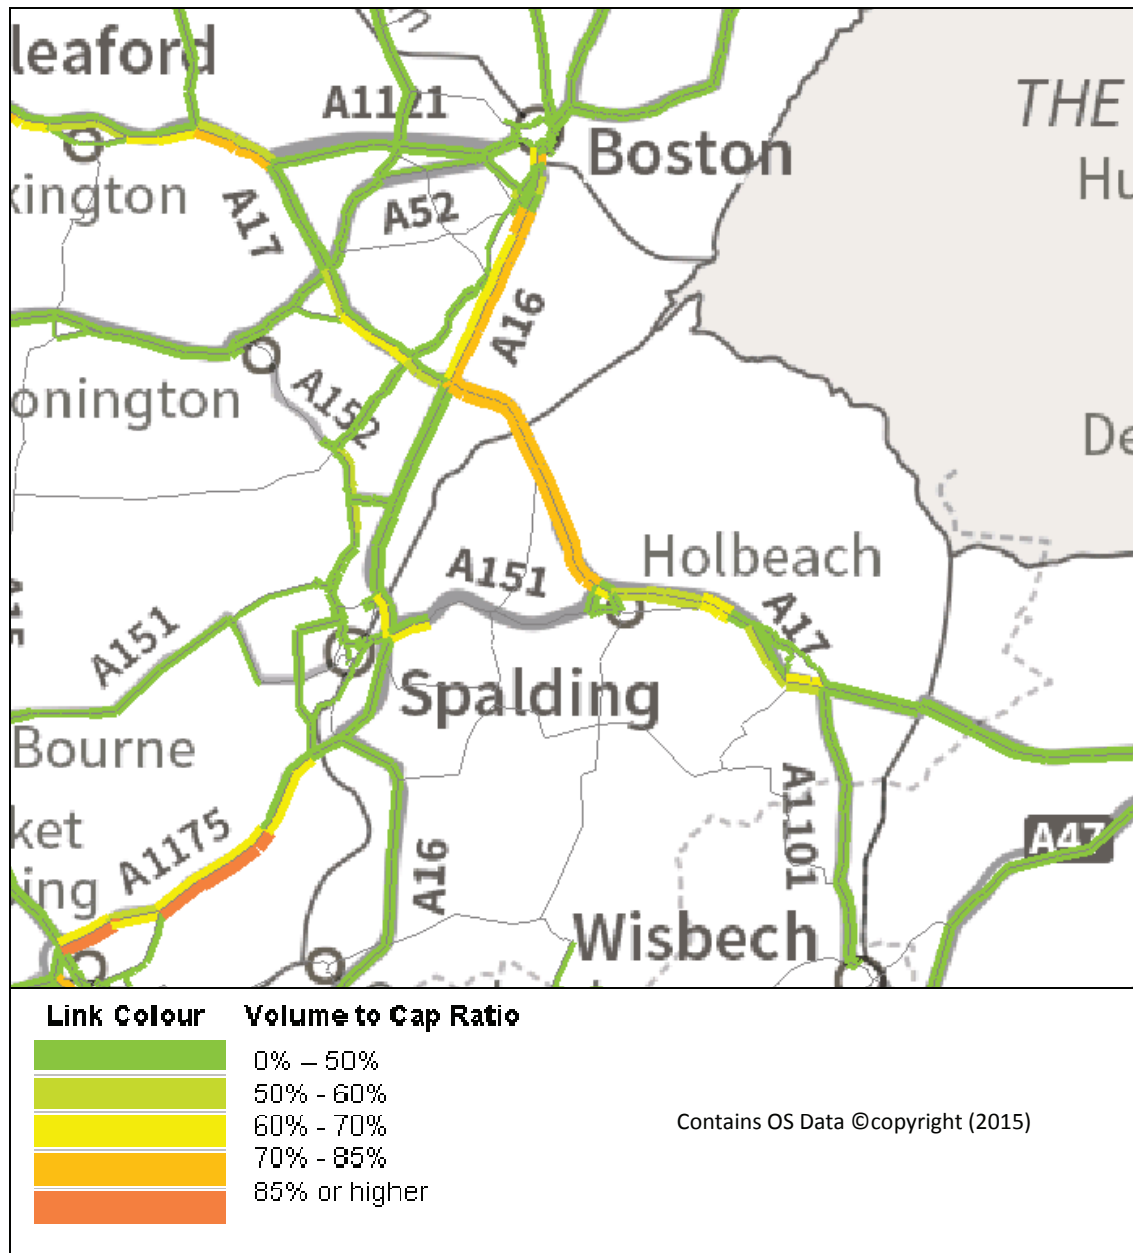 leaford
THE
A1121
Boston
Hu
kington
A17
A52
A16
onington
A152
De
Holbeach
A151
A15
A17
A151
Spalding
Bourne
A1101
ket
A1175
A47
ing
A16
Wisbech
Link Colour Volume to Cap Ratio
0% – 50%
50% - 60%
60% - 70%
70% - 85%
85% or higher
Contains OS Data ©copyright (2015)